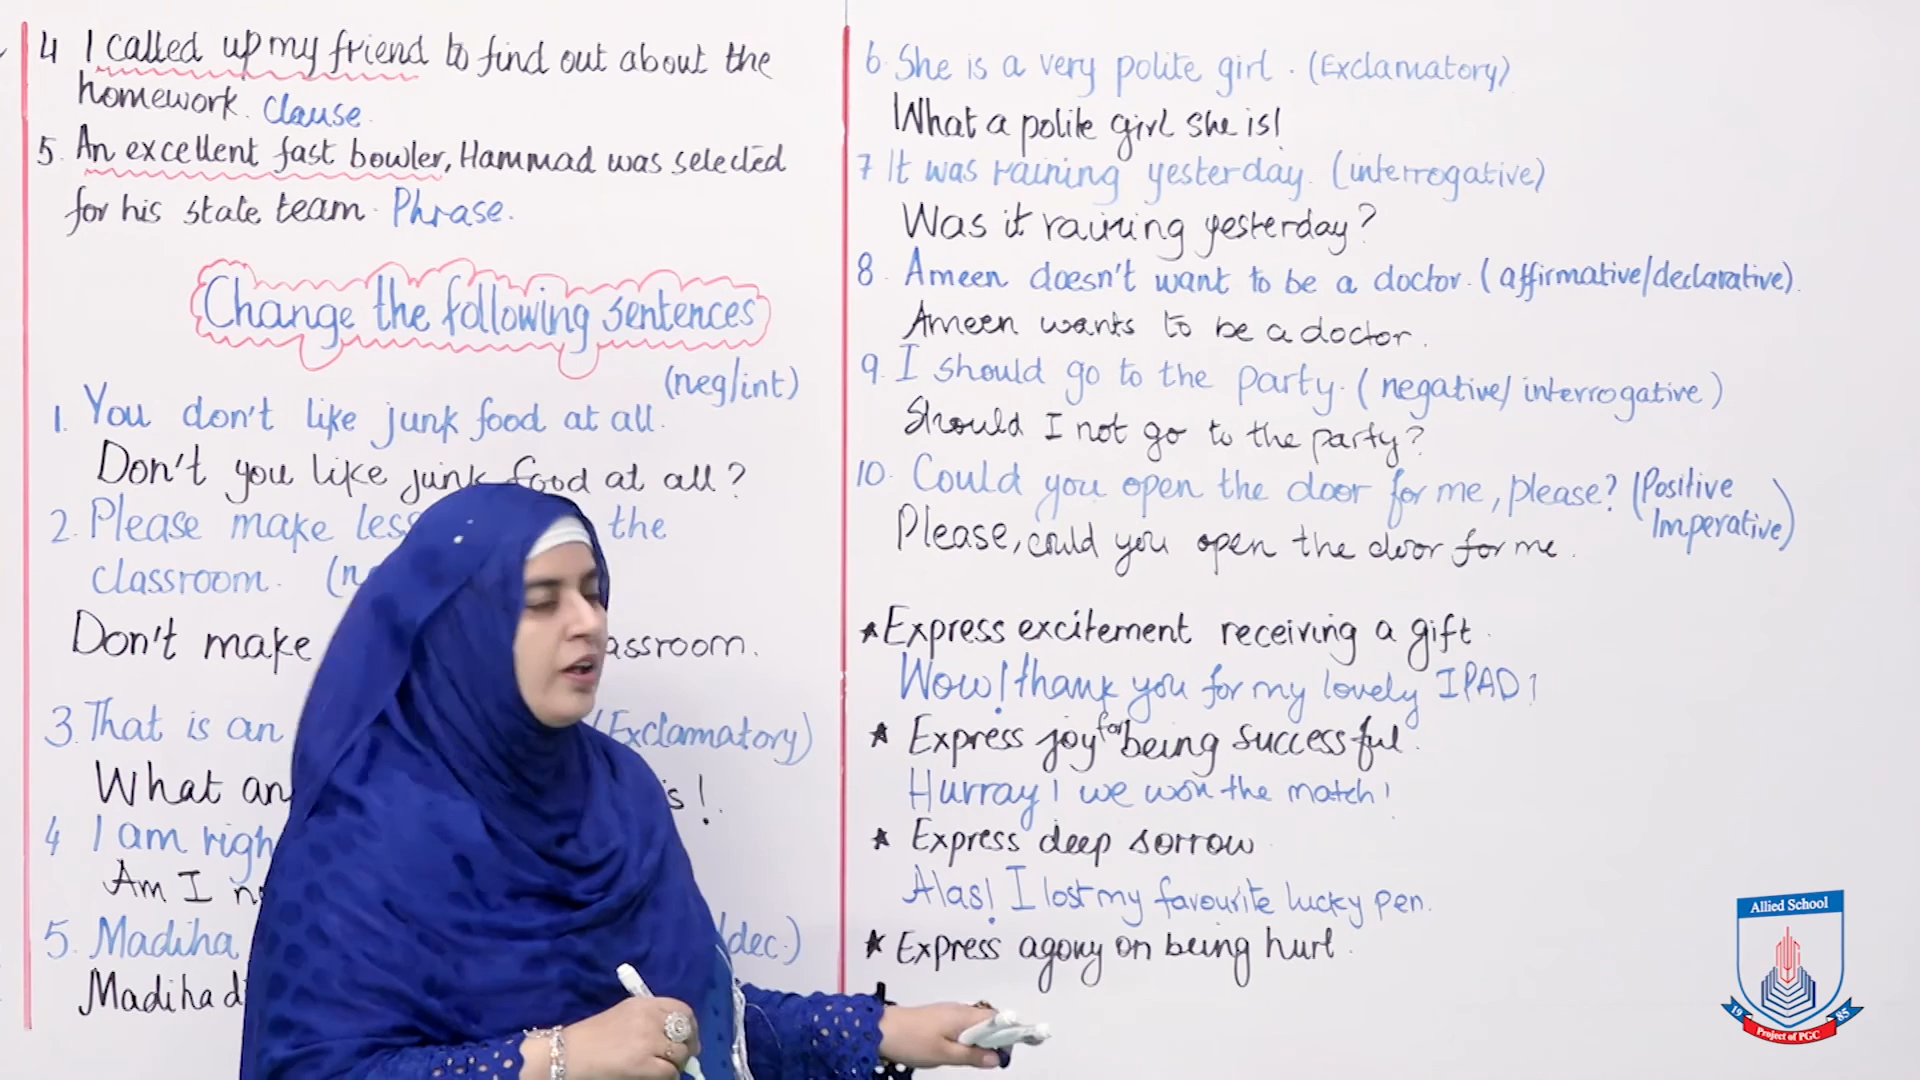 4 I called up my friend to find out about the
homework. Clause.
5. An excellent fast bowler, Hammad was selected
for his state team. Phrase.
Change the following sentences
(neg/int)
1. You don't like junk food at all.
Don't you like junk food at all?
2. Please make less the
classroom.
Don't make
3. That is an (Exclamatory)
What an is!
4 I am
Am I
5. Madiha dec.)
Madiha
6. She is a very polite girl. (Exclamatory)
What a polite girl she is!
7 It was raining yesterday. (interrogative)
Was it raining yesterday?
8. Ameen doesn't want to be a doctor. (affirmative/declarative).
Ameen wants to be a doctor.
9. I should go to the party. (negative/interrogative)
Should I not go to the party?
10. Could you open the door for me, please? (Positive
Imperative)
Please, could you open the door for me.
★ Express excitement receiving a gift.
Wow! thank you for my lovely IPAD!
★ Express joy for being successful.
Hurray! we won the match!
★ Express deep sorrow
Alas! I lost my favourite lucky pen.
★ Express agony on being hurt.
Allied School
19 85
Project of PGC